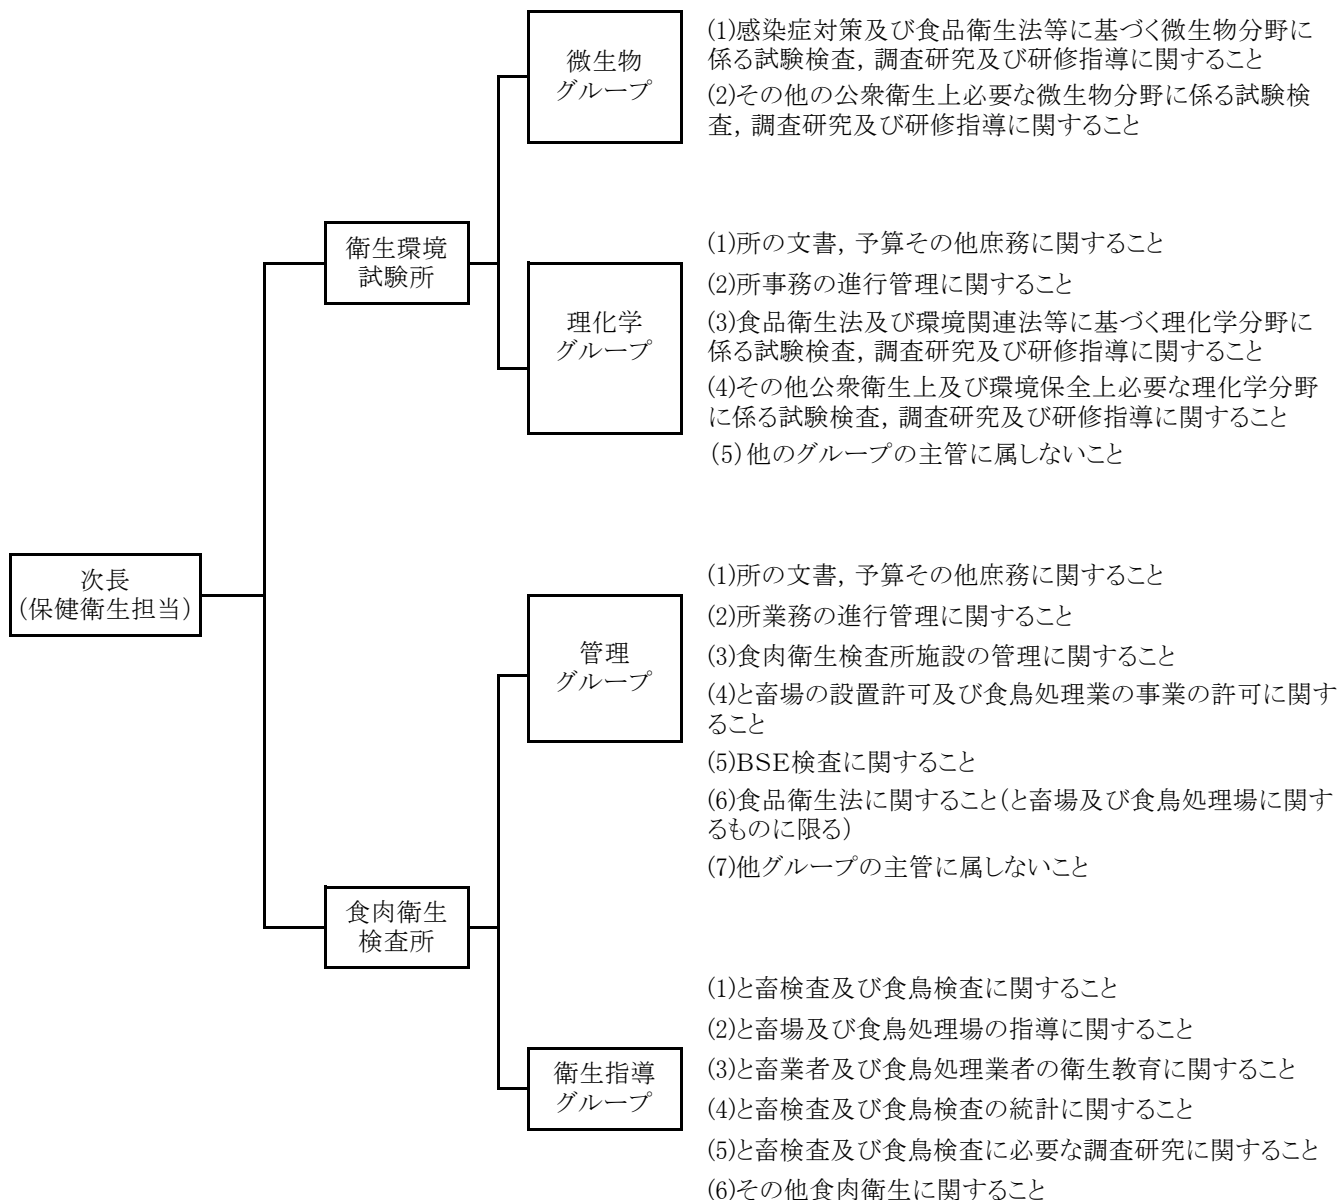 微生物
グループ
(1)感染症対策及び食品衛生法等に基づく微生物分野に
係る試験検査，調査研究及び研修指導に関すること
(2)その他の公衆衛生上必要な微生物分野に係る試験検
査，調査研究及び研修指導に関すること
衛生環境
試験所
理化学
グループ
(1)所の文書，予算その他庶務に関すること
(2)所事務の進行管理に関すること
(3)食品衛生法及び環境関連法等に基づく理化学分野に
係る試験検査，調査研究及び研修指導に関すること
(4)その他公衆衛生上及び環境保全上必要な理化学分野
に係る試験検査，調査研究及び研修指導に関すること
（5）他のグループの主管に属しないこと
次長
（保健衛生担当）
管理
グループ
(1)所の文書，予算その他庶務に関すること
(2)所業務の進行管理に関すること
(3)食肉衛生検査所施設の管理に関すること
(4)と畜場の設置許可及び食鳥処理業の事業の許可に関す
ること
(5)BSE検査に関すること
(6)食品衛生法に関すること（と畜場及び食鳥処理場に関す
るものに限る）
(7)他グループの主管に属しないこと
食肉衛生
検査所
衛生指導
グループ
(1)と畜検査及び食鳥検査に関すること
(2)と畜場及び食鳥処理場の指導に関すること
(3)と畜業者及び食鳥処理業者の衛生教育に関すること
(4)と畜検査及び食鳥検査の統計に関すること
(5)と畜検査及び食鳥検査に必要な調査研究に関すること
(6)その他食肉衛生に関すること